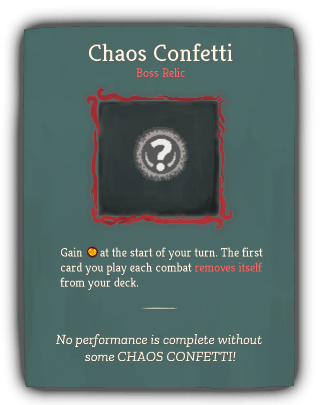 Chaos Confetti
Boss Relic
?
Gain at the start of your turn. The first
card you play each combat removes itself
from your deck.
No performance is complete without
some CHAOS CONFETTI!